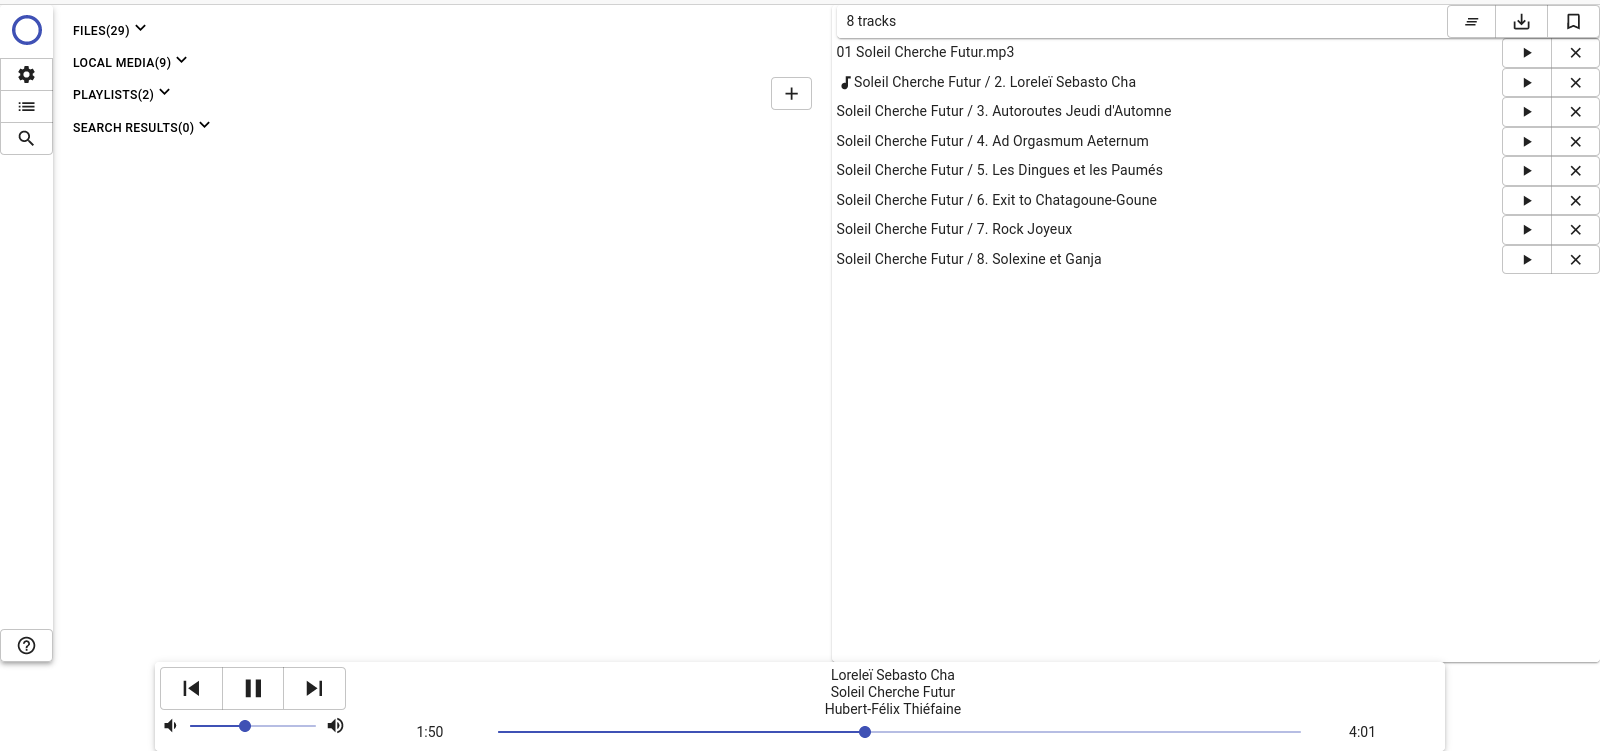 FILES(29)
LOCAL MEDIA(9)
PLAYLISTS(2)
SEARCH RESULTS(0)
8 tracks
01 Soleil Cherche Futur.mp3
Soleil Cherche Futur / 2. Loreleï Sebasto Cha
Soleil Cherche Futur / 3. Autoroutes Jeudi d'Automne
Soleil Cherche Futur / 4. Ad Orgasmum Aeternum
Soleil Cherche Futur / 5. Les Dingues et les Paumés
Soleil Cherche Futur / 6. Exit to Chatagoune-Goune
Soleil Cherche Futur / 7. Rock Joyeux
Soleil Cherche Futur / 8. Solexine et Ganja
Loreleï Sebasto Cha
Soleil Cherche Futur
Hubert-Félix Thiéfaine
1:50
4:01